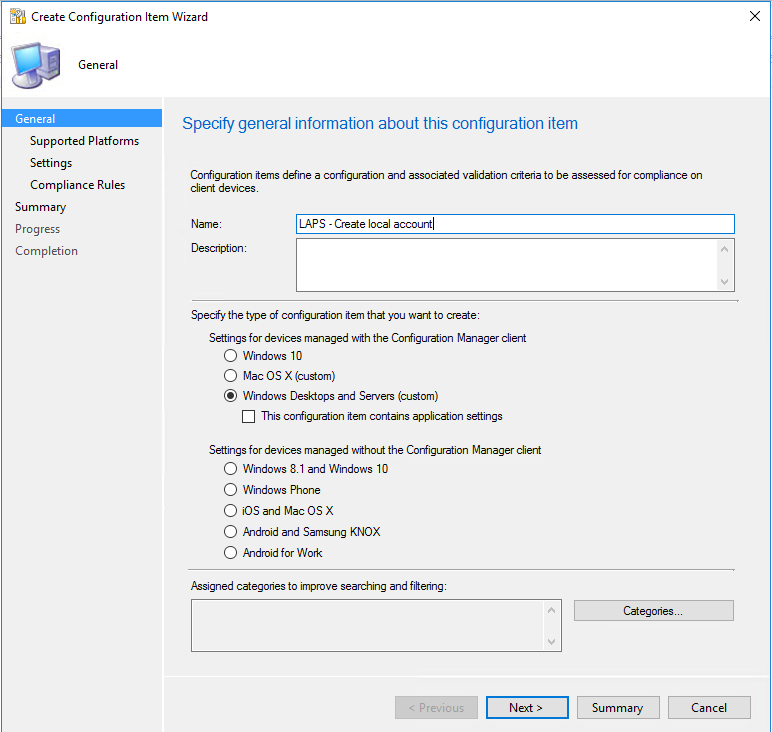 Create Configuration Item Wizard
General
General
Supported Platforms
Settings
Compliance Rules
Summary
Progress
Completion
Specify general information about this configuration item
Configuration items define a configuration and associated validation criteria to be assessed for compliance on
client devices.
Name:
LAPS - Create local account
Description:
Specify the type of configuration item that you want to create:
Settings for devices managed with the Configuration Manager client
Windows 10
Mac OS X (custom)
Windows Desktops and Servers (custom)
This configuration item contains application settings
Settings for devices managed without the Configuration Manager client
Windows 8.1 and Windows 10
Windows Phone
iOS and Mac OS X
Android and Samsung KNOX
Android for Work
Assigned categories to improve searching and filtering:
Categories...
< Previous
Next >
Summary
Cancel